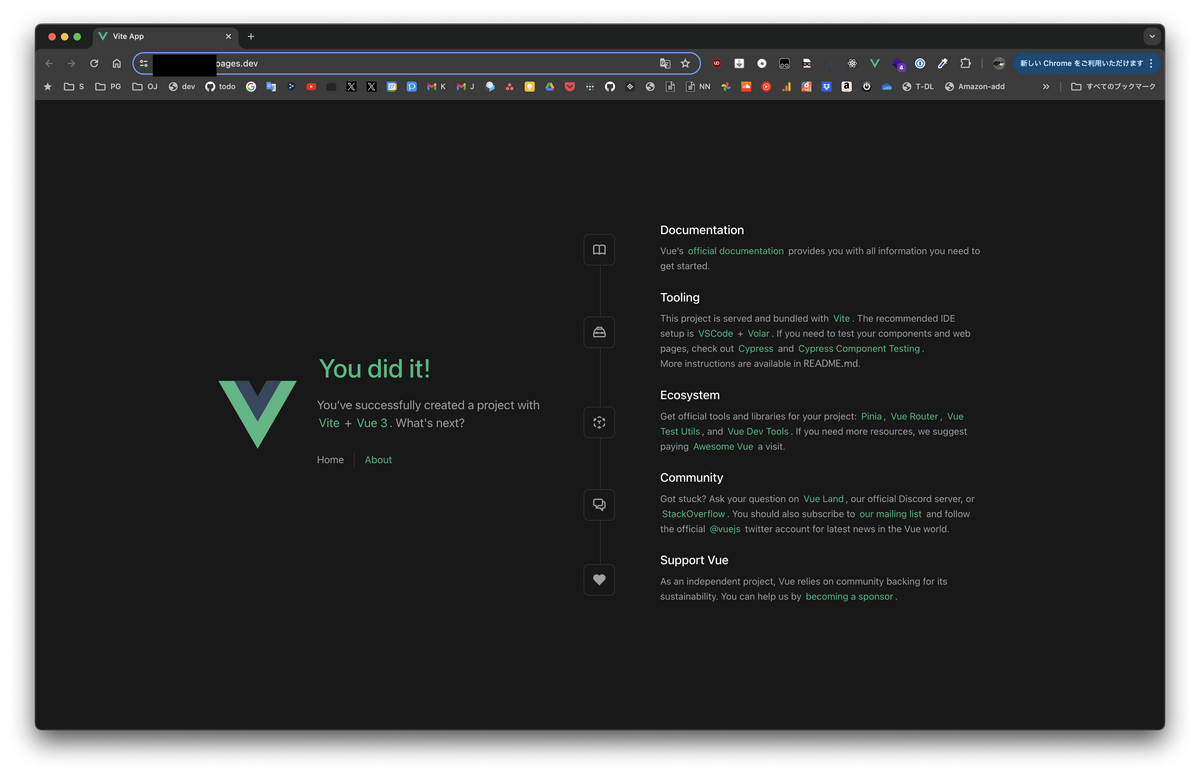 Vite App
pages.dev
新しい Chrome をご利用いただけます
S PG OJ dev todo K J NN T-DL Amazon-add » すべてのブックマーク
4
You did it!
You've successfully created a project with
Vite + Vue 3. What's next?
Home About
Documentation
Vue's official documentation provides you with all information you need to
get started.
Tooling
This project is served and bundled with Vite. The recommended IDE
setup is VSCode + Volar. If you need to test your components and web
pages, check out Cypress and Cypress Component Testing.
More instructions are available in README.md.
Ecosystem
Get official tools and libraries for your project: Pinia, Vue Router, Vue
Test Utils, and Vue Dev Tools. If you need more resources, we suggest
paying Awesome Vue a visit.
Community
Got stuck? Ask your question on Vue Land, our official Discord server, or
StackOverflow. You should also subscribe to our mailing list and follow
the official @vuejs twitter account for latest news in the Vue world.
Support Vue
As an independent project, Vue relies on community backing for its
sustainability. You can help us by becoming a sponsor.